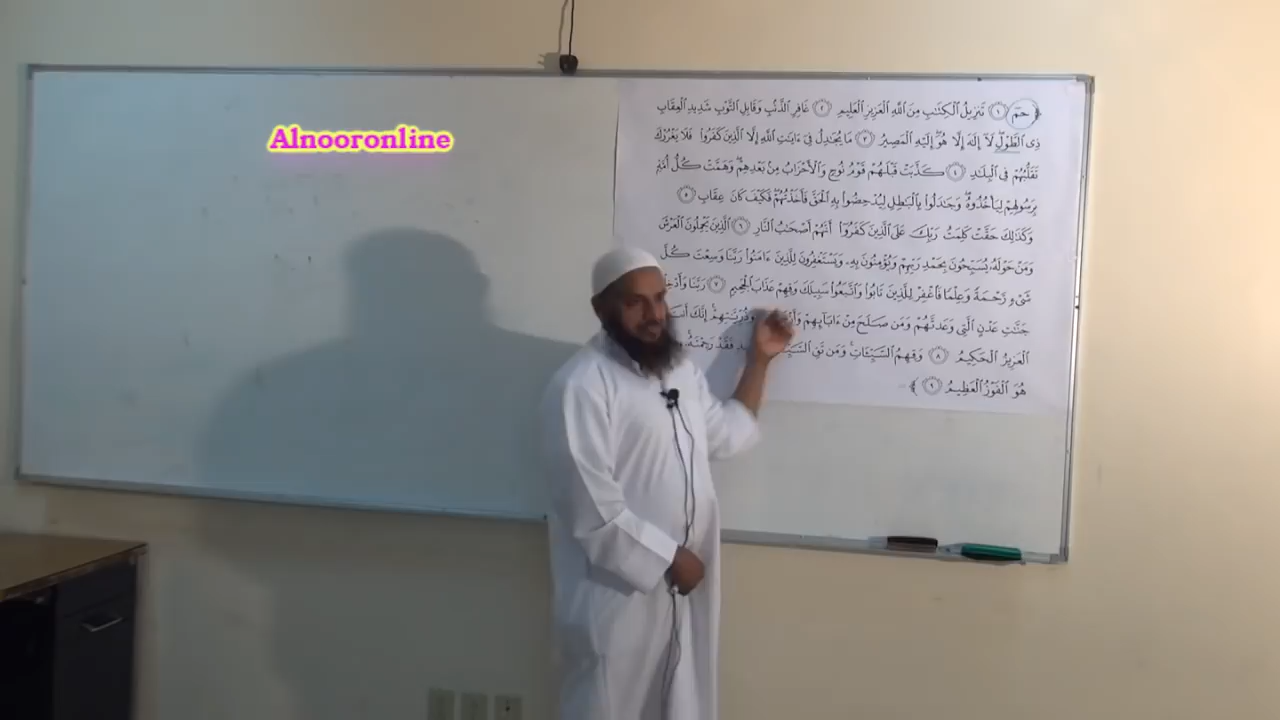 Alnooronline
﴿حمٓ ١ تَنزِيلُ ٱلْكِتَٰبِ مِنَ ٱللَّهِ ٱلْعَزِيزِ ٱلْعَلِيمِ ٢ غَافِرِ ٱلذَّنۢبِ وَقَابِلِ ٱلتَّوْبِ شَدِيدِ ٱلْعِقَابِ
ذِى ٱلطَّوْلِ لَآ إِلَٰهَ إِلَّا هُوَ إِلَيْهِ ٱلْمَصِيرُ ٣ مَا يُجَٰدِلُ فِىٓ ءَايَٰتِ ٱللَّهِ إِلَّا ٱلَّذِينَ كَفَرُوا۟ فَلَا يَغْرُرْكَ
تَقَلُّبُهُمْ فِى ٱلْبِلَٰدِ ٤ كَذَّبَتْ قَبْلَهُمْ قَوْمُ نُوحٍ وَٱلْأَحْزَابُ مِنۢ بَعْدِهِمْ وَهَمَّتْ كُلُّ أُمَّةٍۭ
بِرَسُولِهِمْ لِيَأْخُذُوهُ وَجَٰدَلُوا۟ بِٱلْبَٰطِلِ لِيُدْحِضُوا۟ بِهِ ٱلْحَقَّ فَأَخَذْتُهُمْ فَكَيْفَ كَانَ عِقَابِ ٥
وَكَذَٰلِكَ حَقَّتْ كَلِمَتُ رَبِّكَ عَلَى ٱلَّذِينَ كَفَرُوٓا۟ أَنَّهُمْ أَصْحَٰبُ ٱلنَّارِ ٦ ٱلَّذِينَ يَحْمِلُونَ ٱلْعَرْشَ
وَمَنْ حَوْلَهُۥ يُسَبِّحُونَ بِحَمْدِ رَبِّهِمْ وَيُؤْمِنُونَ بِهِۦ وَيَسْتَغْفِرُونَ لِلَّذِينَ ءَامَنُوا۟ رَبَّنَا وَسِعْتَ كُلَّ
شَىْءٍ رَّحْمَةً وَعِلْمًا فَٱغْفِرْ لِلَّذِينَ تَابُوا۟ وَٱتَّبَعُوا۟ سَبِيلَكَ وَقِهِمْ عَذَابَ ٱلْجَحِيمِ ٧ رَبَّنَا
جَنَّٰتِ عَدْنٍ ٱلَّتِى وَعَدتَّهُمْ وَمَن صَلَحَ مِنْ ءَابَآئِهِمْ وَذُرِّيَّٰتِهِمْ إِنَّكَ
ٱلْعَزِيزُ ٱلْحَكِيمُ ٨ وَقِهِمُ ٱلسَّيِّـَٔاتِ وَمَن تَقِ فَقَدْ رَحِمْتَهُۥ
هُوَ ٱلْفَوْزُ ٱلْعَظِيمُ ٩﴾